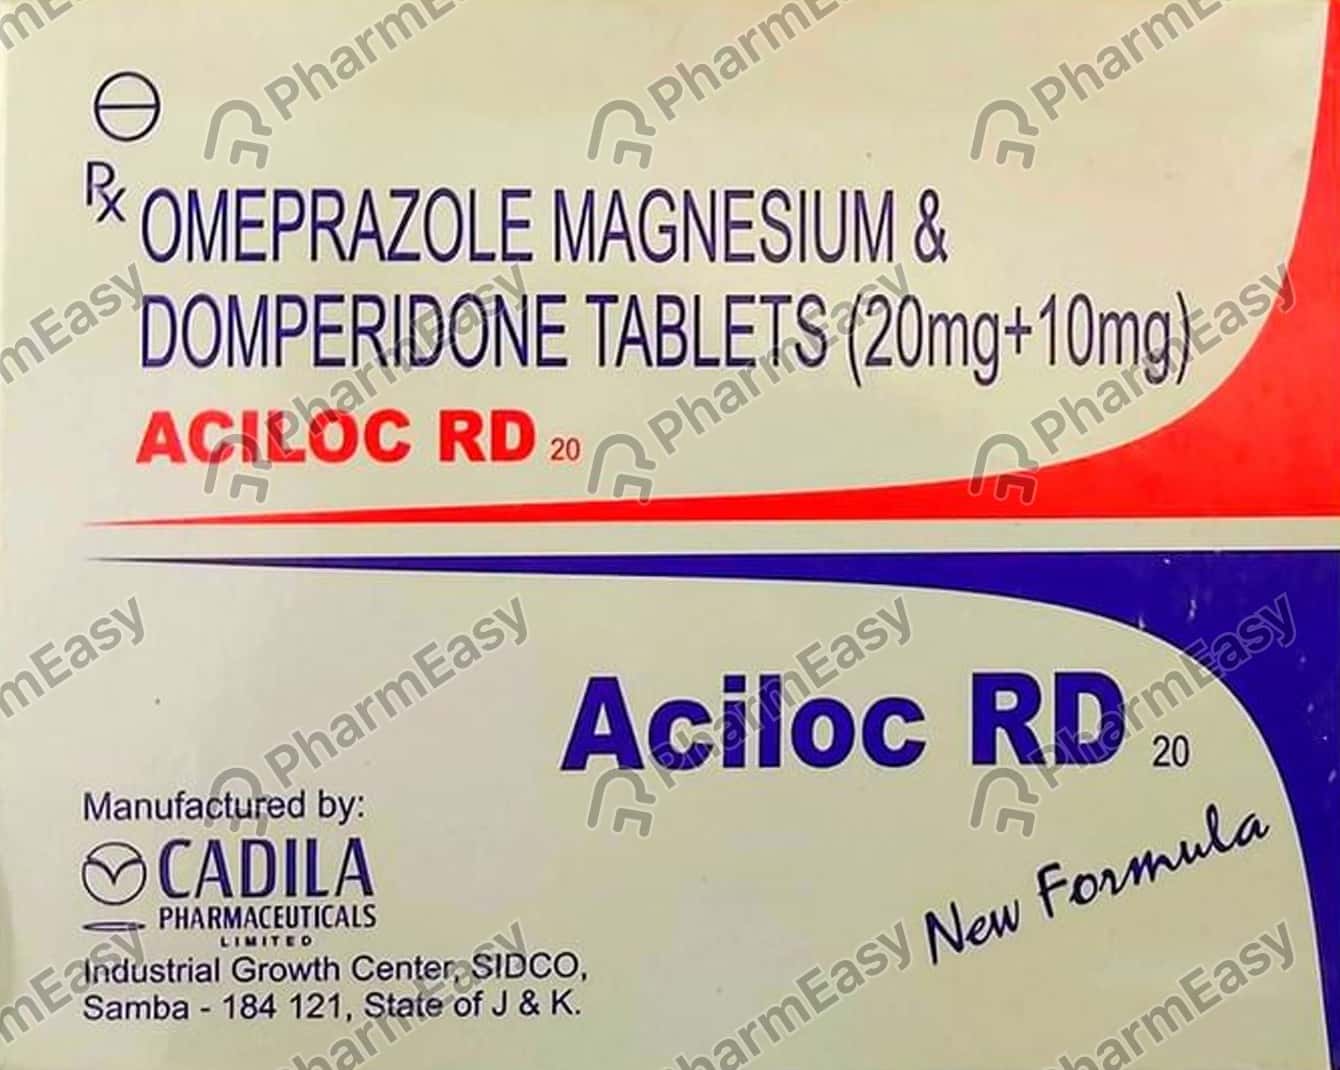 Rx OMEPRAZOLE MAGNESIUM &
DOMPERIDONE TABLETS (20mg+10mg)
ACILOC RD 20
Aciloc RD 20
New Formula
Manufactured by:
CADILA
PHARMACEUTICALS
LIMITED
Industrial Growth Center, SIDCO,
Samba - 184 121, State of J & K.
PharmEasy